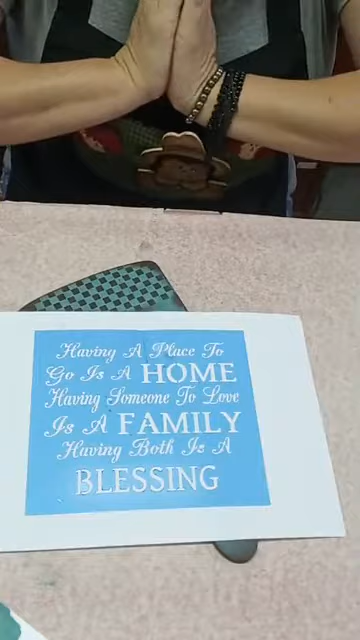 Having A Place To
Go Is A HOME
Having Someone To Love
Is A FAMILY
Having Both Is A
BLESSING